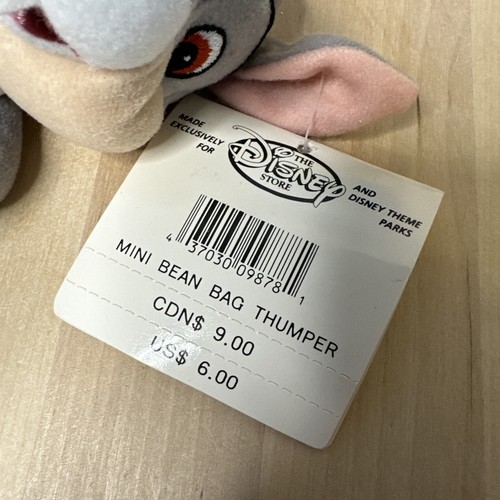 MADE
EXCLUSIVELY
FOR
THE
DISNEY
STORE
AND
DISNEY THEME
PARKS
4 37030 09878 1
MINI BEAN BAG THUMPER
CDN$ 9.00
US$ 6.00